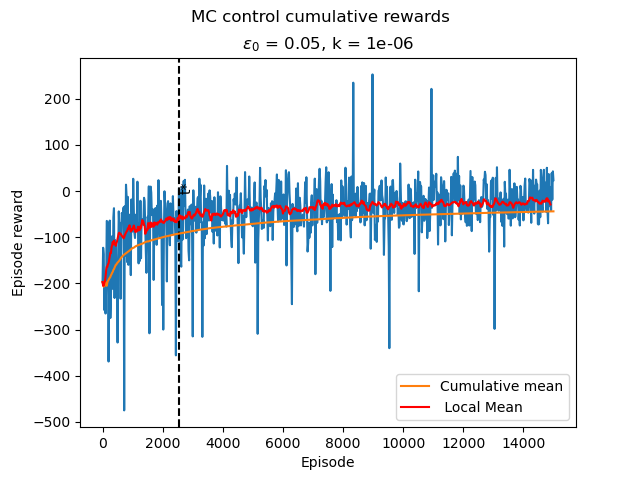 MC control cumulative rewards
ε₀ = 0.05, k = 1e-06
Episode reward
200
100
0
−100
−200
−300
−400
−500
0
2000
4000
6000
8000
10000
12000
14000
Episode
Cumulative mean
Local Mean